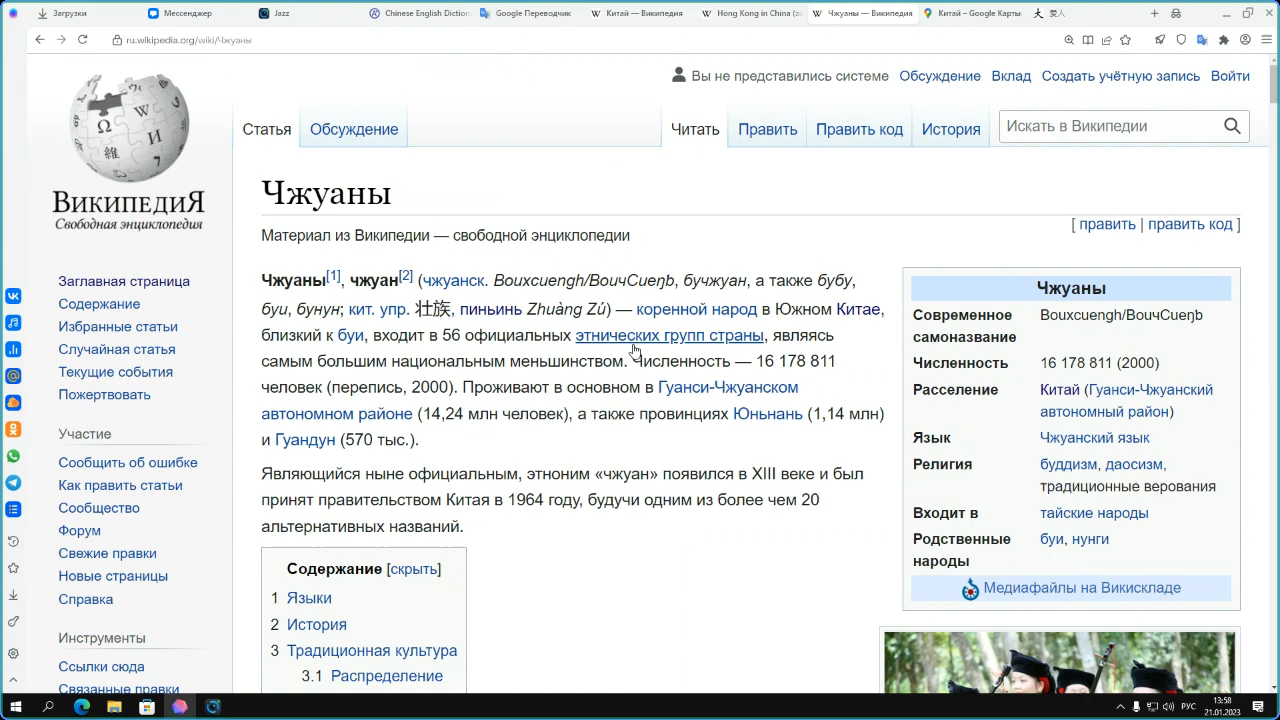 Загрузки
Мессенджер
Jazz
Chinese English Diction
Google Переводчик
Китай — Википедия
Hong Kong in China (zo
Чжуаны — Википедия
Китай – Google Карты
爱人
ru.wikipedia.org/wiki/Чжуаны
Вы не представились системе Обсуждение Вклад Создать учётную запись Войти
Статья Обсуждение Читать Править Править код История Искать в Википедии
ВикипедиЯ
Свободная энциклопедия
Заглавная страница
Содержание
Избранные статьи
Случайная статья
Текущие события
Пожертвовать
Участие
Сообщить об ошибке
Как править статьи
Сообщество
Форум
Свежие правки
Новые страницы
Справка
Инструменты
Ссылки сюда
Связанные правки
Чжуаны
Материал из Википедии — свободной энциклопедии
[ править | править код ]
Чжуаны[1], чжуан[2] (чжуанск. Bouxcuengh/BouчCueŋƅ, бучжуан, а также бубу,
буи, бунун; кит. упр. 壮族, пиньинь Zhuàng Zú) — коренной народ в Южном Китае,
близкий к буи, входит в 56 официальных этнических групп страны, являясь
самым большим национальным меньшинством. Численность — 16 178 811
человек (перепись, 2000). Проживают в основном в Гуанси-Чжуанском
автономном районе (14,24 млн человек), а также провинциях Юньнань (1,14 млн)
и Гуандун (570 тыс.).
Являющийся ныне официальным, этноним «чжуан» появился в XIII веке и был
принят правительством Китая в 1964 году, будучи одним из более чем 20
альтернативных названий.
Содержание [скрыть]
1 Языки
2 История
3 Традиционная культура
3.1 Распределение
Чжуаны
Современное самоназвание Bouxcuengh/BouчCueŋƅ
Численность 16 178 811 (2000)
Расселение Китай (Гуанси-Чжуанский
автономный район)
Язык Чжуанский язык
Религия буддизм, даосизм,
традиционные верования
Входит в тайские народы
Родственные народы буи, нунги
Медиафайлы на Викискладе
РУС
13:58
21.01.2023